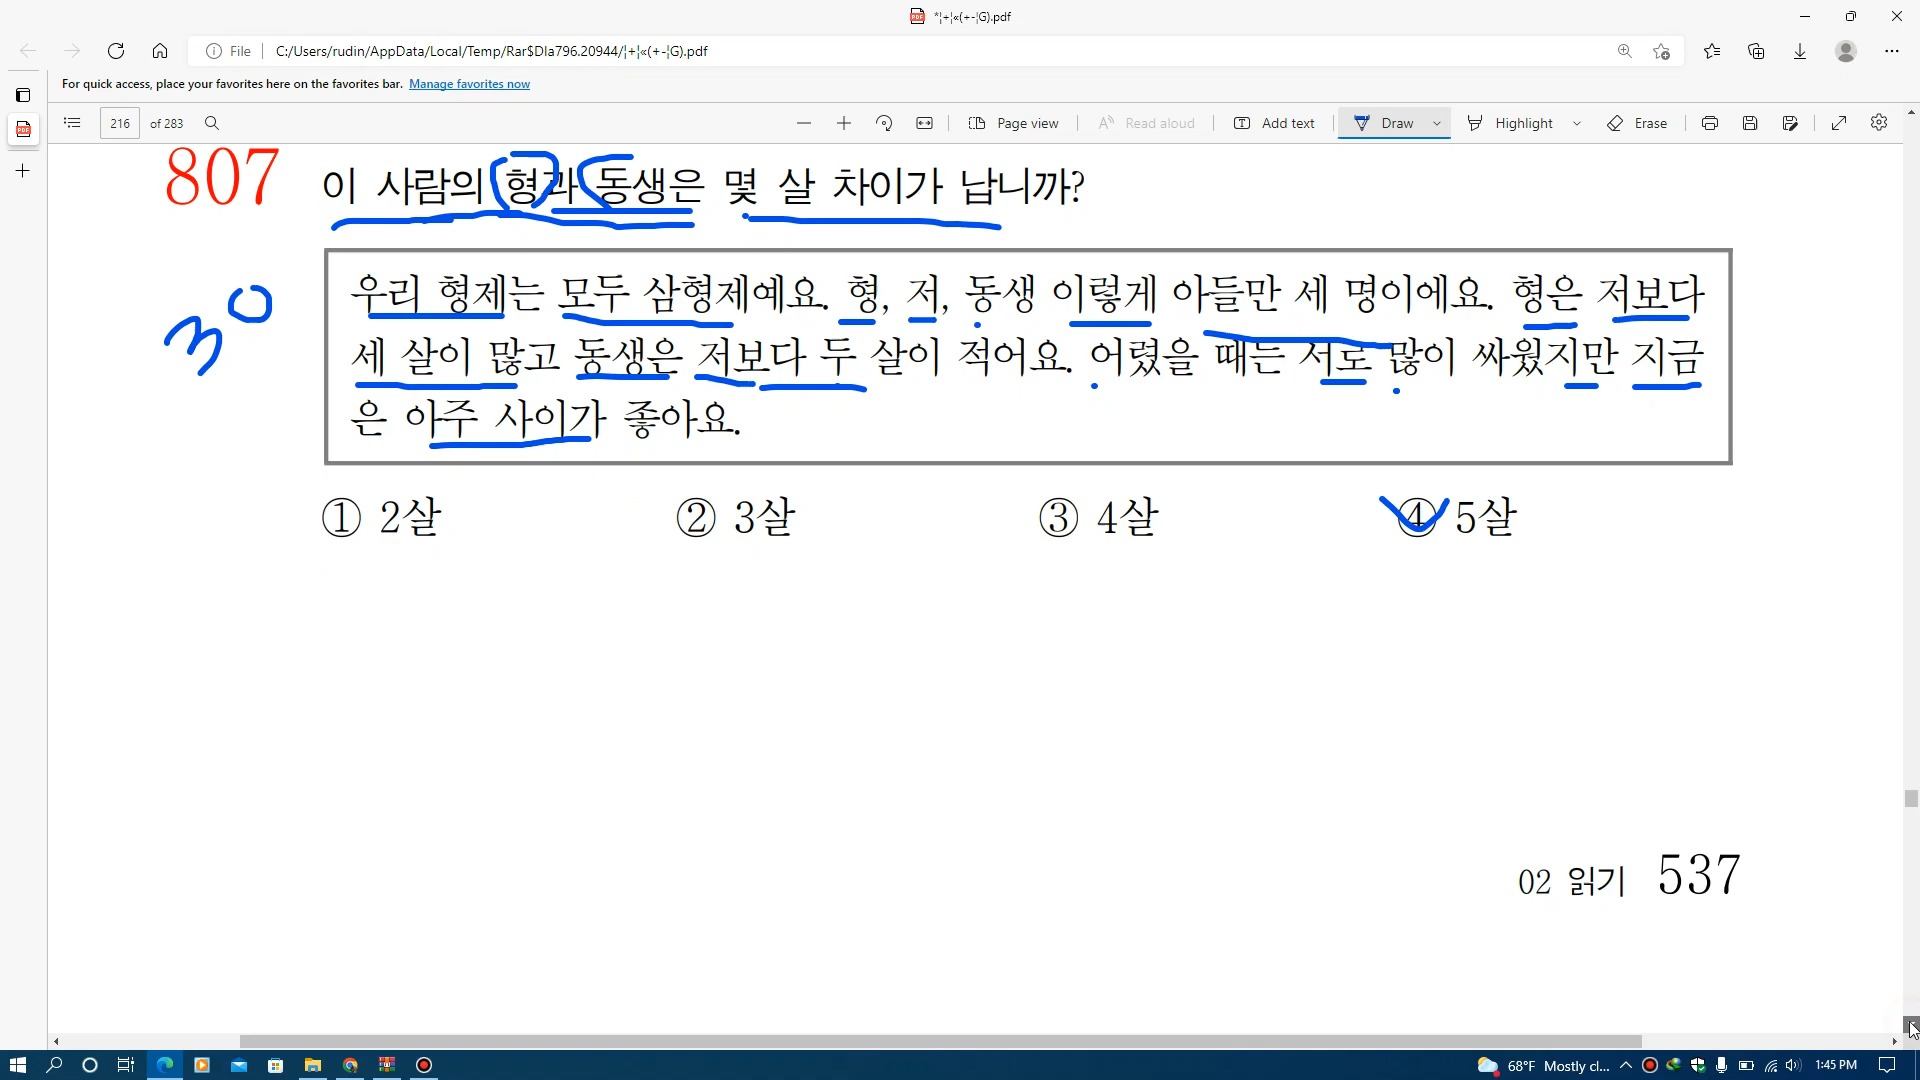 *¦+¦«(+-¦G).pdf
File C:/Users/rudin/AppData/Local/Temp/Rar$DIa796.20944/¦+¦«(+-¦G).pdf
For quick access, place your favorites here on the favorites bar. Manage favorites now
216 of 283 Page view Read aloud Add text Draw Highlight Erase
807 이 사람의 형과 동생은 몇 살 차이가 납니까?
30
우리 형제는 모두 삼형제예요. 형, 저, 동생 이렇게 아들만 세 명이에요. 형은 저보다
세 살이 많고 동생은 저보다 두 살이 적어요. 어렸을 때는 서로 많이 싸웠지만 지금
은 아주 사이가 좋아요.
① 2살 ② 3살 ③ 4살 ④ 5살
02 읽기 537
68°F Mostly cl... 1:45 PM